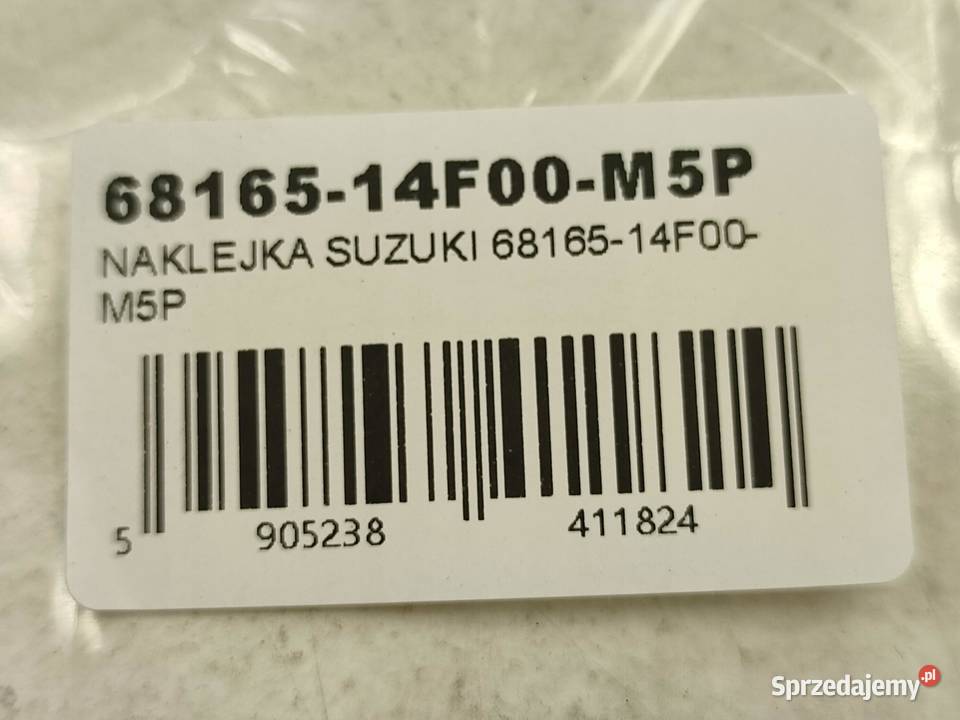 68165-14F00-M5P
NAKLEJKA SUZUKI 68165-14F00-
M5P
5 905238 411824
Sprzedajemy.pl